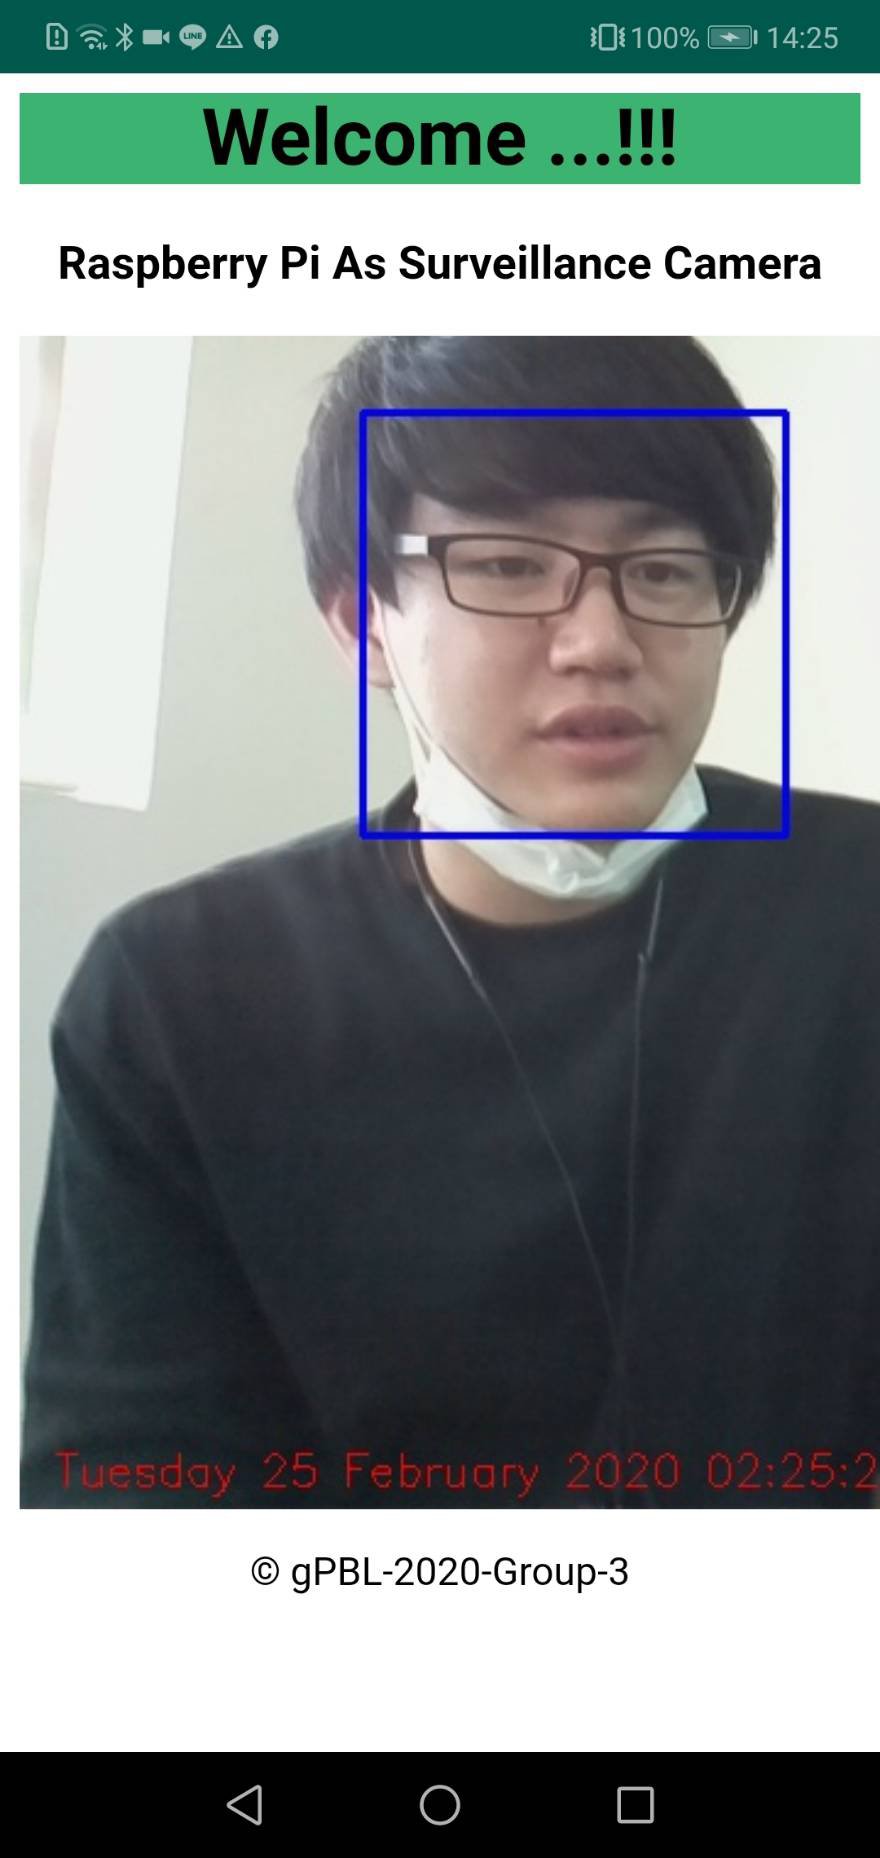 LINE
100%
14:25
Welcome ...!!!
Raspberry Pi As Surveillance Camera
Tuesday 25 February 2020 02:25:2
© gPBL-2020-Group-3